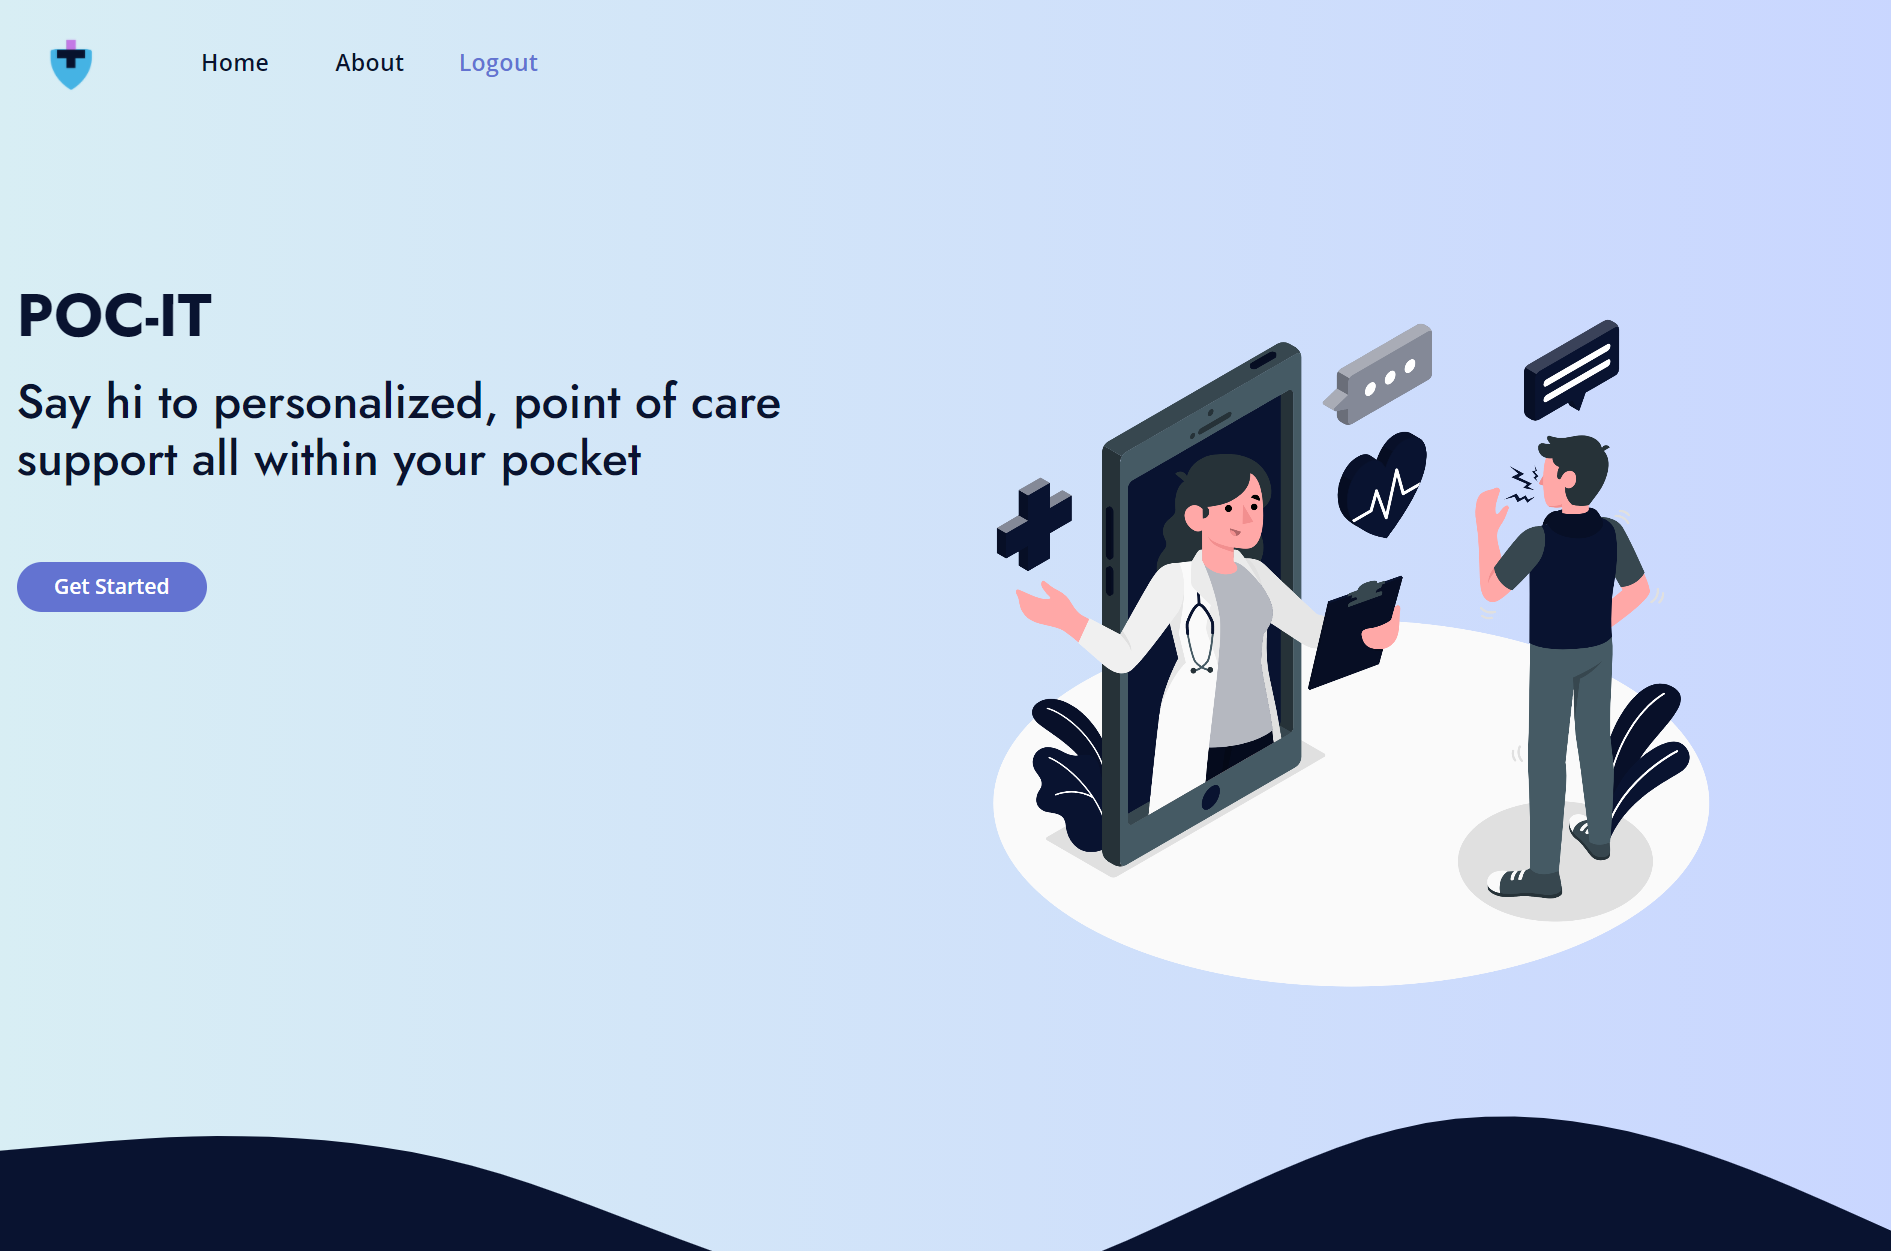 Home About Logout
POC-IT
Say hi to personalized, point of care
support all within your pocket
Get Started